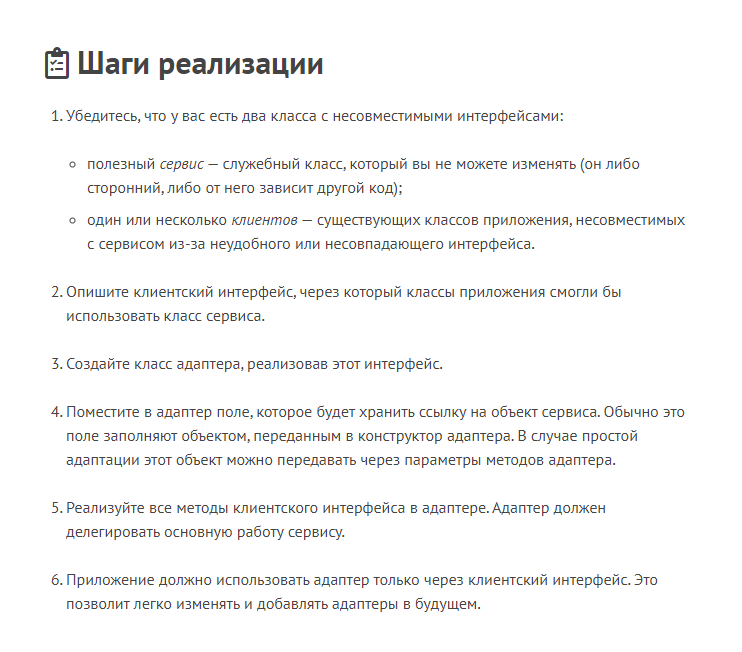 Шаги реализации
1. Убедитесь, что у вас есть два класса с несовместимыми интерфейсами:
полезный сервис — служебный класс, который вы не можете изменять (он либо
сторонний, либо от него зависит другой код);
один или несколько клиентов — существующих классов приложения, несовместимых
с сервисом из-за неудобного или несовпадающего интерфейса.
2. Опишите клиентский интерфейс, через который классы приложения смогли бы
использовать класс сервиса.
3. Создайте класс адаптера, реализовав этот интерфейс.
4. Поместите в адаптер поле, которое будет хранить ссылку на объект сервиса. Обычно это
поле заполняют объектом, переданным в конструктор адаптера. В случае простой
адаптации этот объект можно передавать через параметры методов адаптера.
5. Реализуйте все методы клиентского интерфейса в адаптере. Адаптер должен
делегировать основную работу сервису.
6. Приложение должно использовать адаптер только через клиентский интерфейс. Это
позволит легко изменять и добавлять адаптеры в будущем.